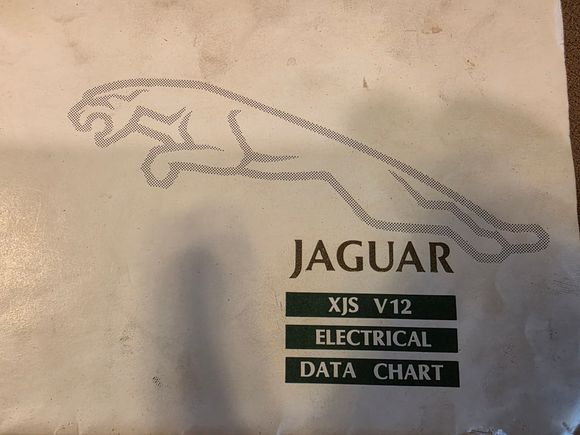 JAGUAR
XJS V12
ELECTRICAL
DATA CHART